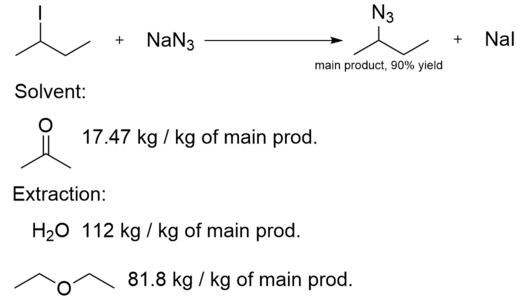 I N₃
+ NaN₃ + NaI
main product, 90% yield
Solvent:
O 17.47 kg / kg of main prod.
Extraction:
H₂O 112 kg / kg of main prod.
O 81.8 kg / kg of main prod.